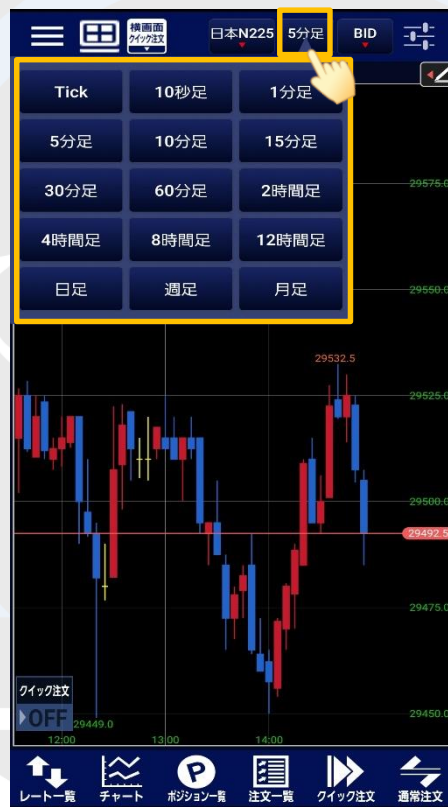 横画面
クイック注文
日本N225
5分足
BID
Tick
10秒足
1分足
5分足
10分足
15分足
30分足
60分足
2時間足
4時間足
8時間足
12時間足
日足
週足
月足
29575.0
29560.0
29532.5
29525.0
29500.0
29492.5
29475.0
29450.0
クイック注文
OFF
29449.0
12:00
13:00
14:00
レート一覧
チャート
ポジション一覧
注文一覧
クイック注文
通常注文